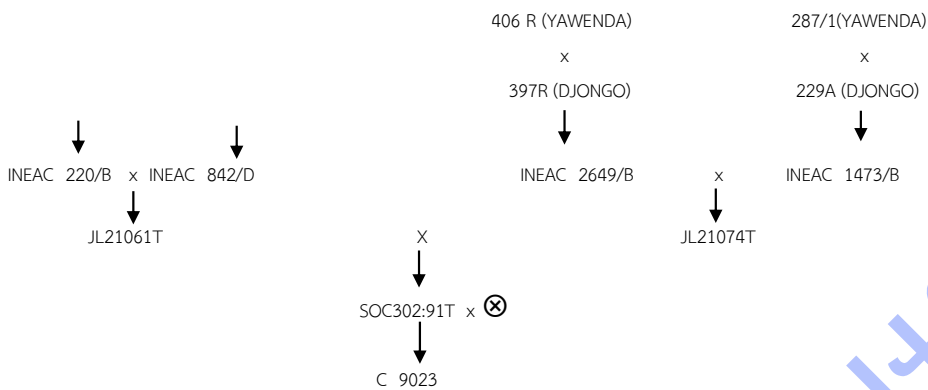 406 R (YAWENDA) 287/1(YAWENDA)
x x
397R (DJONGO) 229A (DJONGO)
INEAC 220/B x INEAC 842/D INEAC 2649/B x INEAC 1473/B
JL21061T X JL21074T
SOC302:91T x ⊗
C 9023